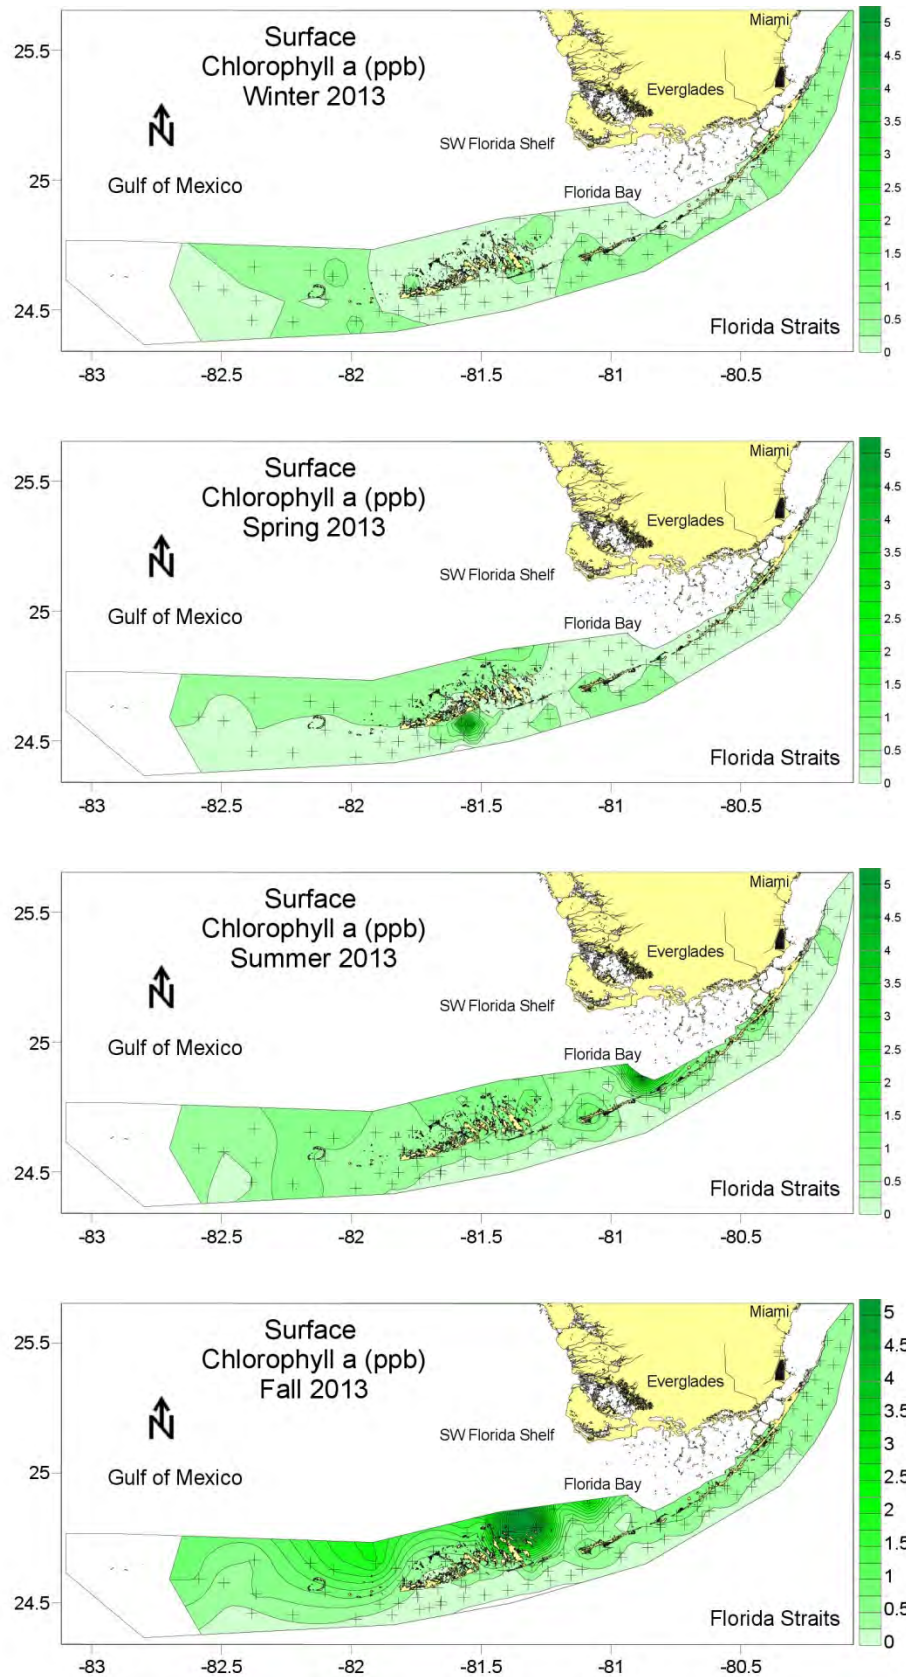 Surface
Chlorophyll a (ppb)
Winter 2013
N
Gulf of Mexico
SW Florida Shelf
Everglades
Miami
Florida Bay
Florida Straits
25.5
25
24.5
-83
-82.5
-82
-81.5
-81
-80.5
5
4.5
4
3.5
3
2.5
2
1.5
1
0.5
0
Surface
Chlorophyll a (ppb)
Spring 2013
N
Gulf of Mexico
SW Florida Shelf
Everglades
Miami
Florida Bay
Florida Straits
25.5
25
24.5
-83
-82.5
-82
-81.5
-81
-80.5
5
4.5
4
3.5
3
2.5
2
1.5
1
0.5
0
Surface
Chlorophyll a (ppb)
Summer 2013
N
Gulf of Mexico
SW Florida Shelf
Everglades
Miami
Florida Bay
Florida Straits
25.5
25
24.5
-83
-82.5
-82
-81.5
-81
-80.5
5
4.5
4
3.5
3
2.5
2
1.5
1
0.5
0
Surface
Chlorophyll a (ppb)
Fall 2013
N
Gulf of Mexico
SW Florida Shelf
Everglades
Miami
Florida Bay
Florida Straits
25.5
25
24.5
-83
-82.5
-82
-81.5
-81
-80.5
5
4.5
4
3.5
3
2.5
2
1.5
1
0.5
0